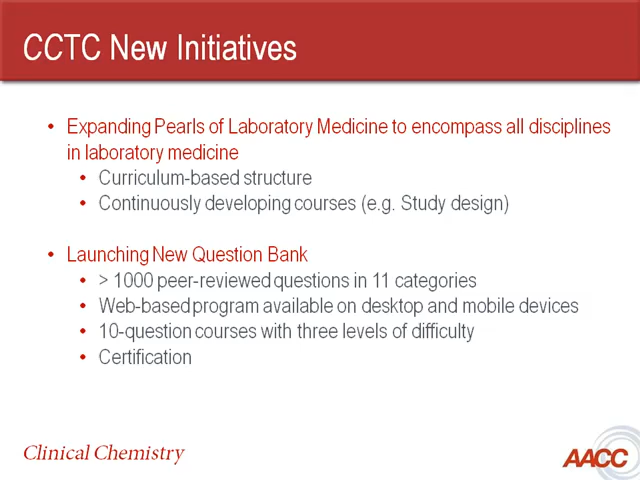 CCTC New Initiatives
• Expanding Pearls of Laboratory Medicine to encompass all disciplines
in laboratory medicine
• Curriculum-based structure
• Continuously developing courses (e.g. Study design)
• Launching New Question Bank
• > 1000 peer-reviewed questions in 11 categories
• Web-based program available on desktop and mobile devices
• 10-question courses with three levels of difficulty
• Certification
Clinical Chemistry
AACC